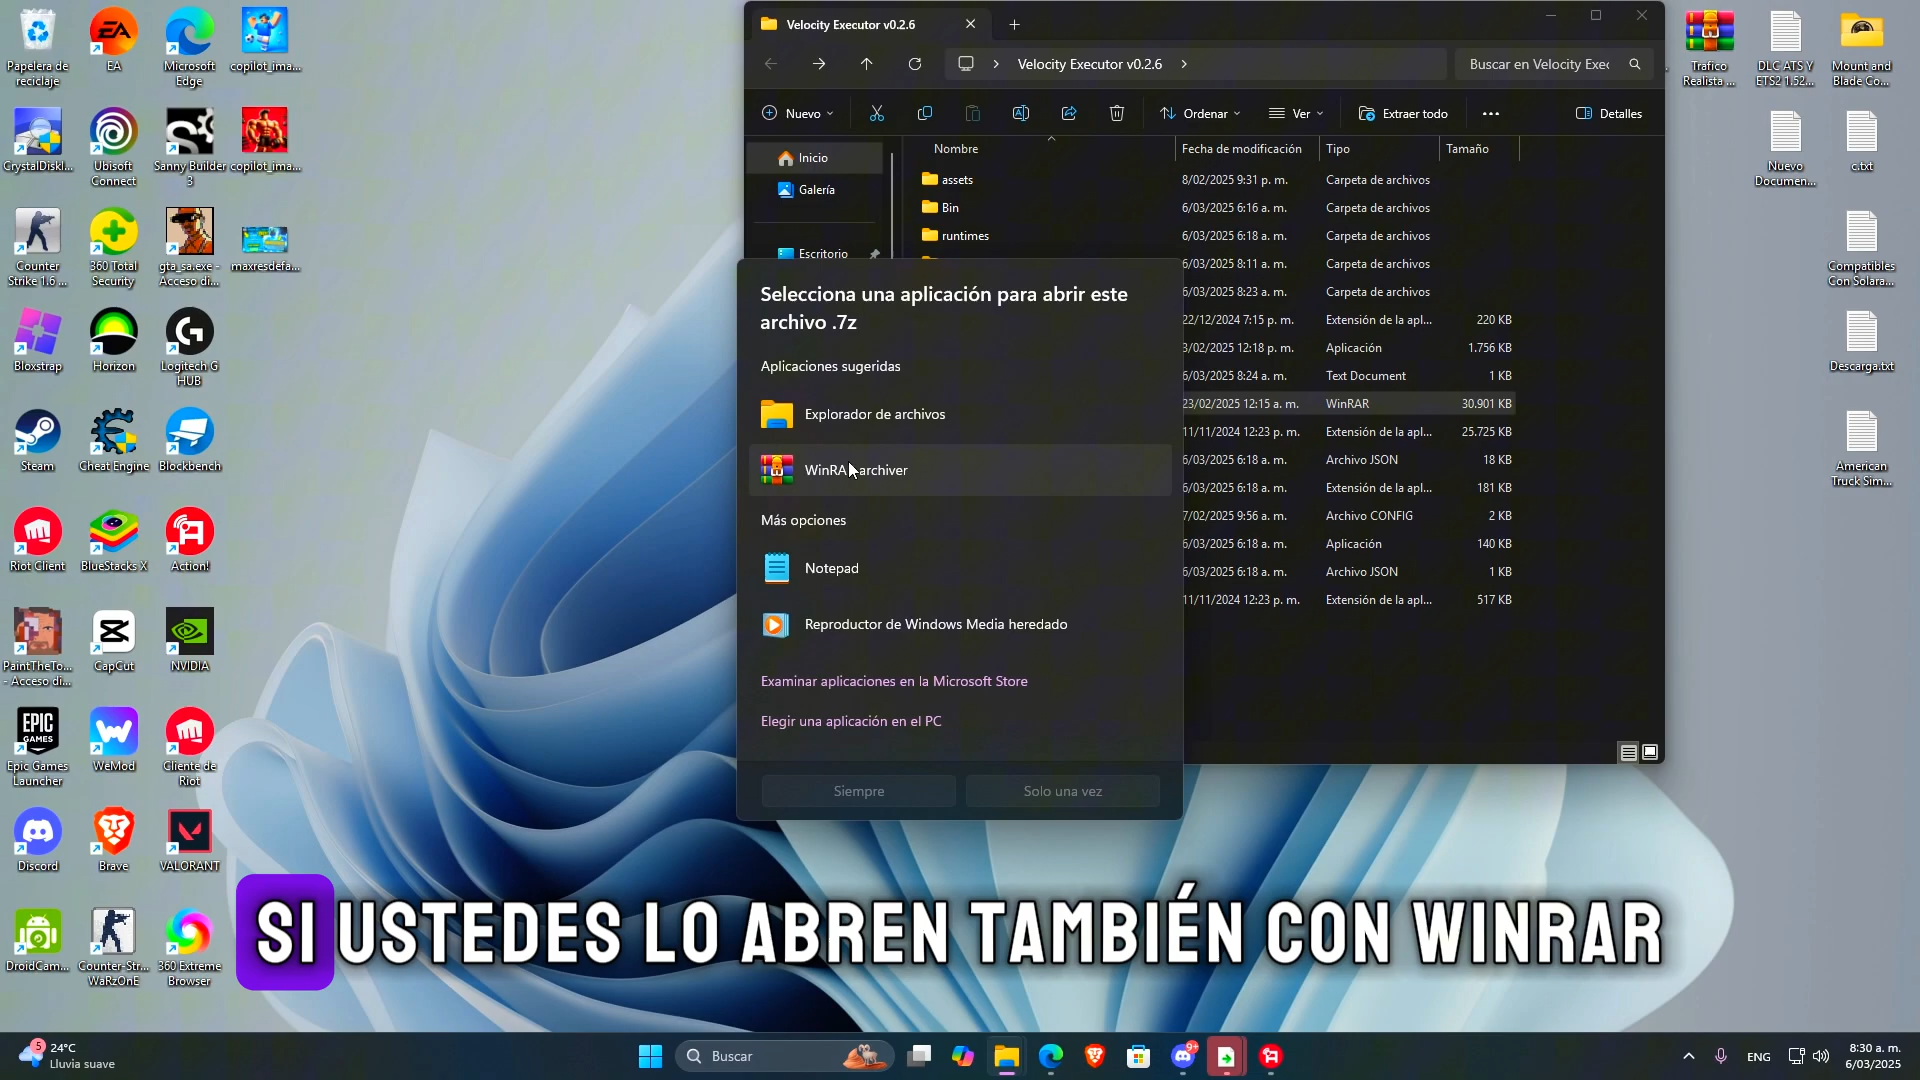 Papelera de reciclaje
EA
Microsoft Edge
copilot_ima...
CrystalDiskI...
Ubisoft Connect
Sanny Builder 3
copilot_ima...
Counter Strike 1.6 ...
360 Total Security
gta_sa.exe - Acceso di...
maxresdefa...
Bloxstrap
Horizon
Logitech G HUB
Steam
Cheat Engine
Blockbench
Riot Client
BlueStacks X
Action!
PaintTheTo... - Acceso di...
CapCut
NVIDIA
EPIC GAMES
Epic Games Launcher
WeMod
Cliente de Riot
Discord
Brave
VALORANT
DroidCam...
Counter-Str... WaRzOnE
360 Extreme Browser
Velocity Executor v0.2.6
Velocity Executor v0.2.6
Buscar en Velocity Exec
Nuevo
Ordenar
Ver
Extraer todo
Detalles
Inicio
Galería
Escritorio
Nombre Fecha de modificación Tipo Tamaño
assets 8/02/2025 9:31 p. m. Carpeta de archivos
Bin 6/03/2025 6:16 a. m. Carpeta de archivos
runtimes 6/03/2025 6:18 a. m. Carpeta de archivos
6/03/2025 8:11 a. m. Carpeta de archivos
6/03/2025 8:23 a. m. Carpeta de archivos
22/12/2024 7:15 p. m. Extensión de la apl... 220 KB
3/02/2025 12:18 p. m. Aplicación 1.756 KB
6/03/2025 8:24 a. m. Text Document 1 KB
23/02/2025 12:15 a. m. WinRAR 30.901 KB
11/11/2024 12:23 p. m. Extensión de la apl... 25.725 KB
6/03/2025 6:18 a. m. Archivo JSON 18 KB
6/03/2025 6:18 a. m. Extensión de la apl... 181 KB
7/02/2025 9:56 a. m. Archivo CONFIG 2 KB
6/03/2025 6:18 a. m. Aplicación 140 KB
6/03/2025 6:18 a. m. Archivo JSON 1 KB
11/11/2024 12:23 p. m. Extensión de la apl... 517 KB
Selecciona una aplicación para abrir este
archivo .7z
Aplicaciones sugeridas
Explorador de archivos
WinRAR archiver
Más opciones
Notepad
Reproductor de Windows Media heredado
Examinar aplicaciones en la Microsoft Store
Elegir una aplicación en el PC
Siempre
Solo una vez
Trafico Realista ...
DLC ATS Y ETS2 1.52...
Mount and Blade Co...
Nuevo Documen...
c.txt
Compatibles Con Solara...
Descarga.txt
American Truck Sim...
SI USTEDES LO ABREN TAMBIÉN CON WINRAR
5
24°C
Lluvia suave
Buscar
9+
ENG
8:30 a. m.
6/03/2025